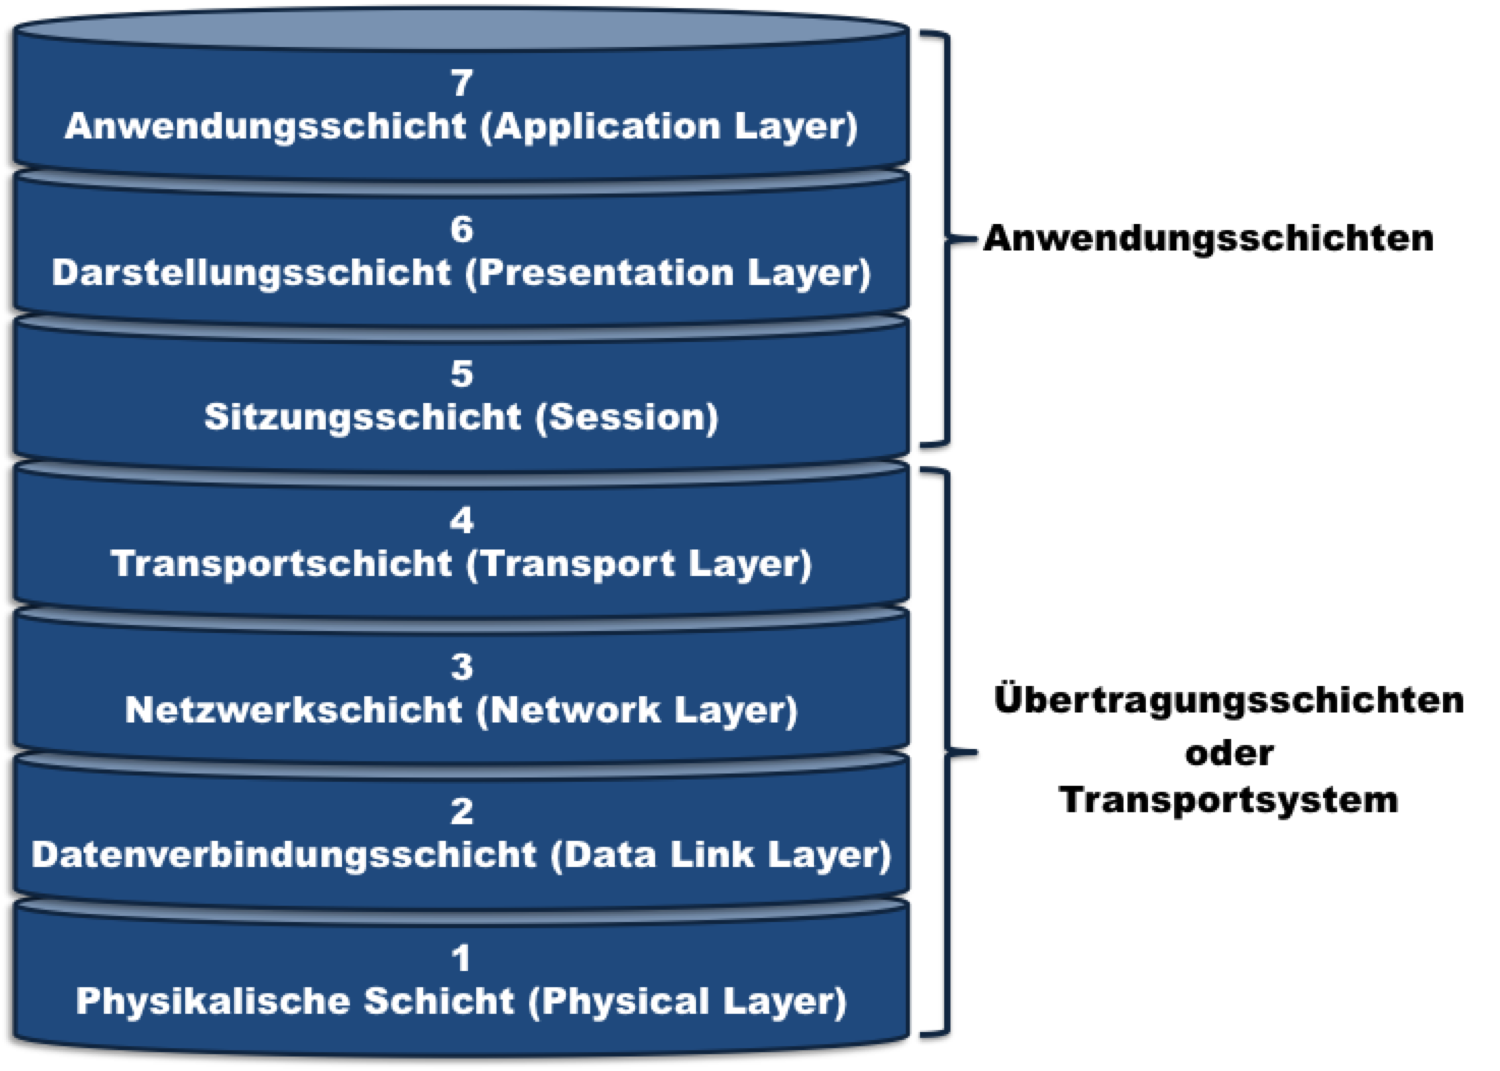 7
Anwendungsschicht (Application Layer)
6
Darstellungsschicht (Presentation Layer)
5
Sitzungsschicht (Session)
Anwendungsschichten
4
Transportschicht (Transport Layer)
3
Netzwerkschicht (Network Layer)
2
Datenverbindungsschicht (Data Link Layer)
1
Physikalische Schicht (Physical Layer)
Übertragungsschichten
oder
Transportsystem